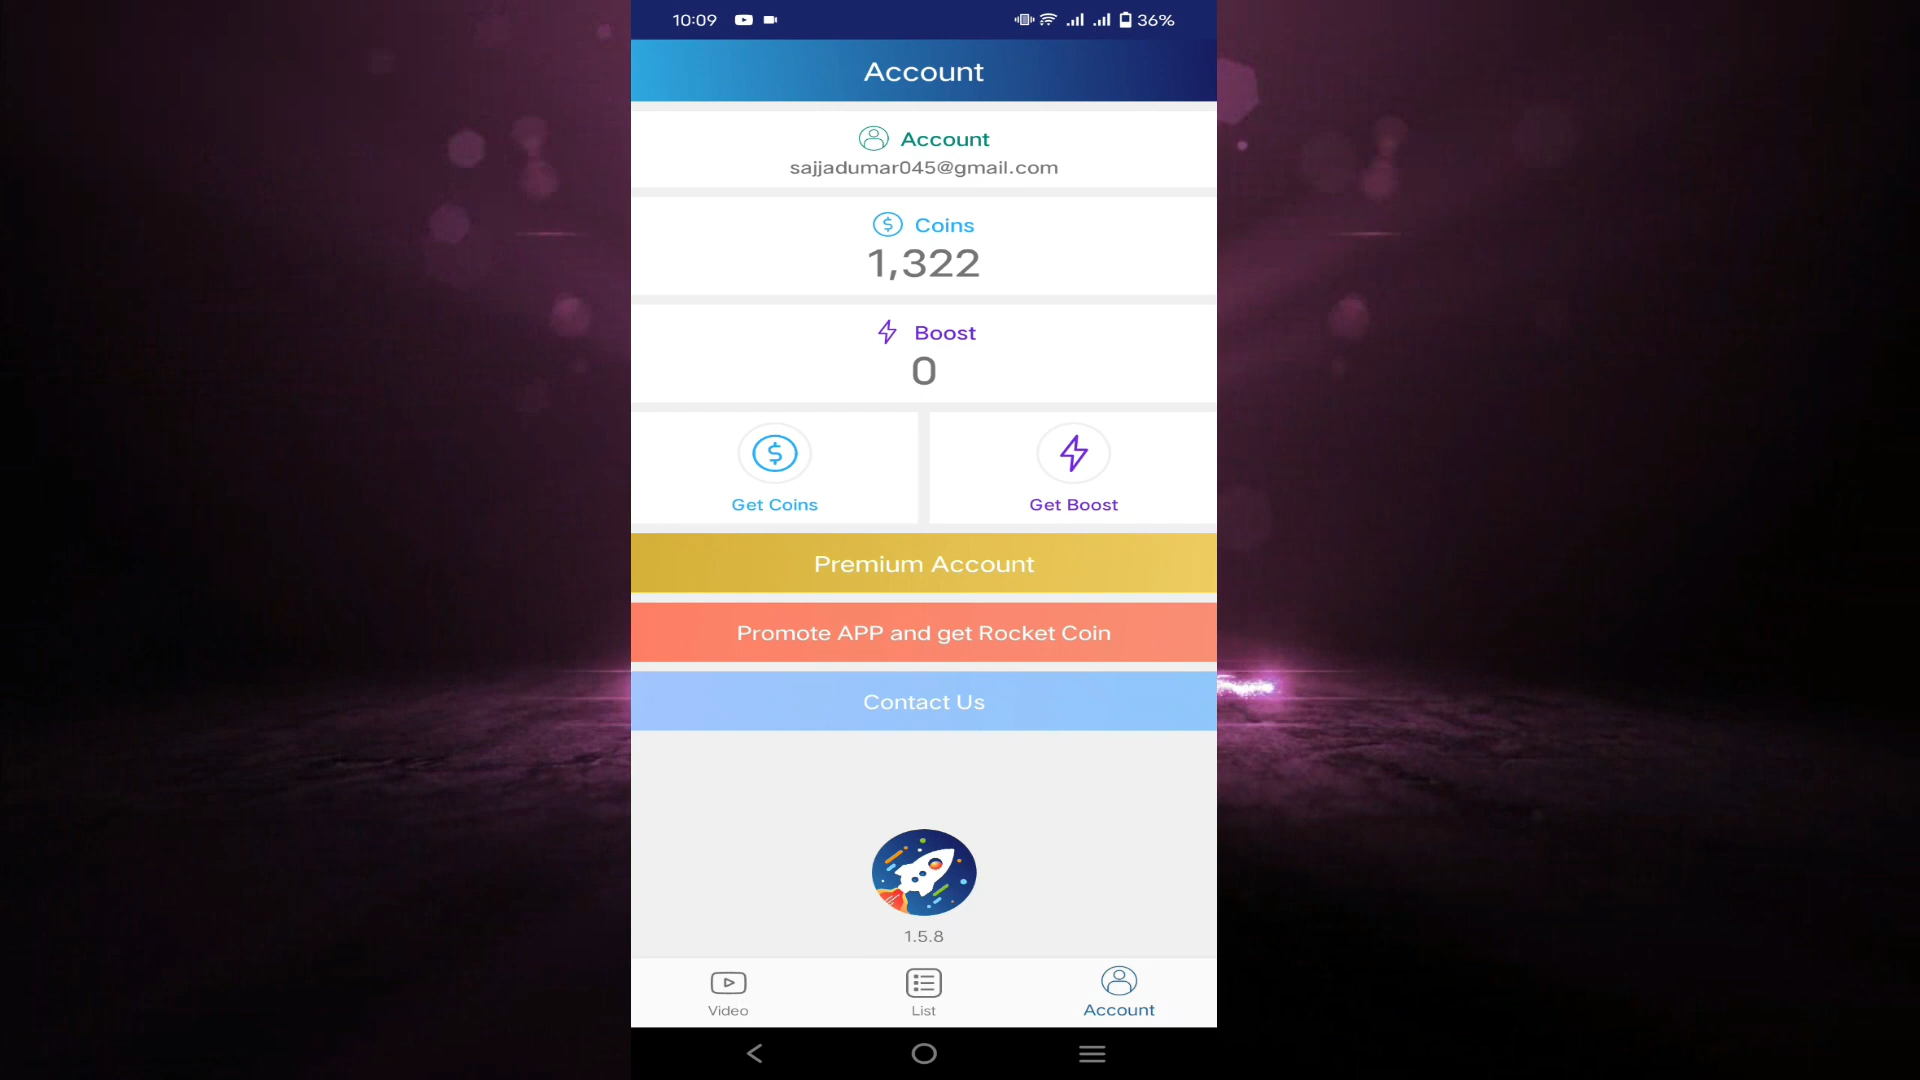 10:09 36%
Account
Account
sajjadumar045@gmail.com
Coins
1,322
Boost
0
Get Coins Get Boost
Premium Account
Promote APP and get Rocket Coin
Contact Us
1.5.8
Video List Account